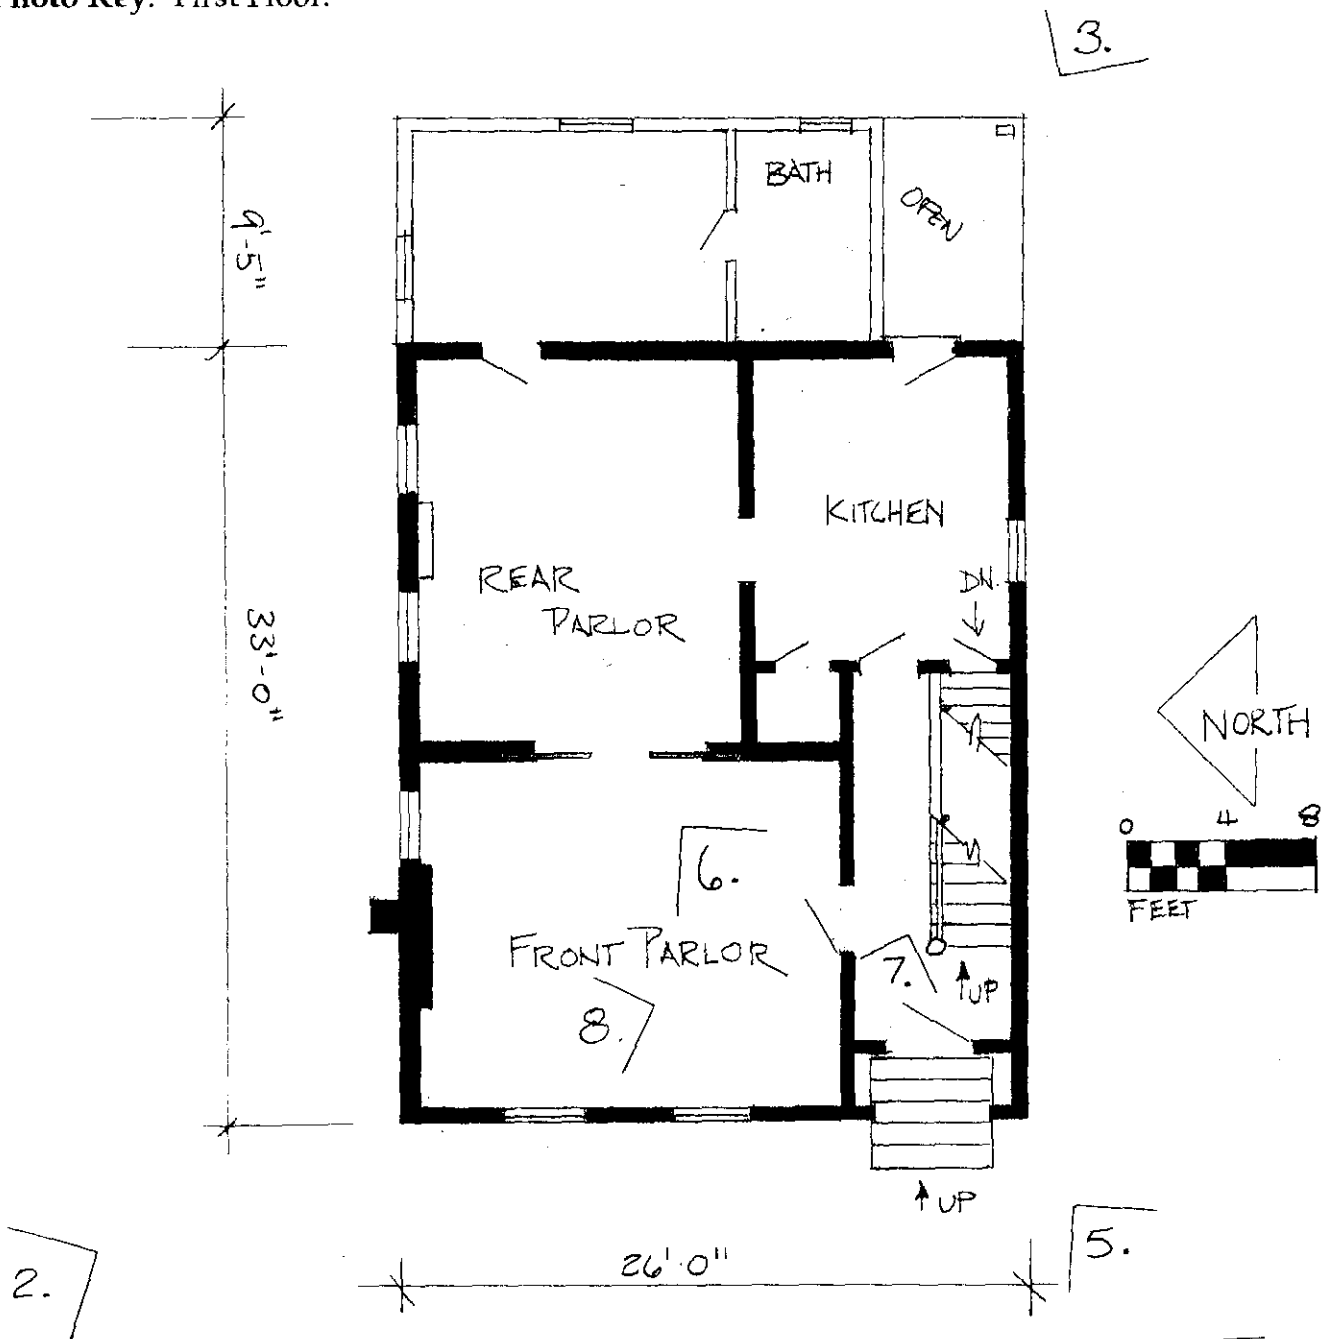 Photo Key: First Floor.
3.
BATH
OPEN
9'-5"
KITCHEN
REAR
PARLOR
DN.
33'-0"
NORTH
0 4 8
FEET
6.
FRONT PARLOR
7.
UP
8.
UP
5.
26'-0"
2.